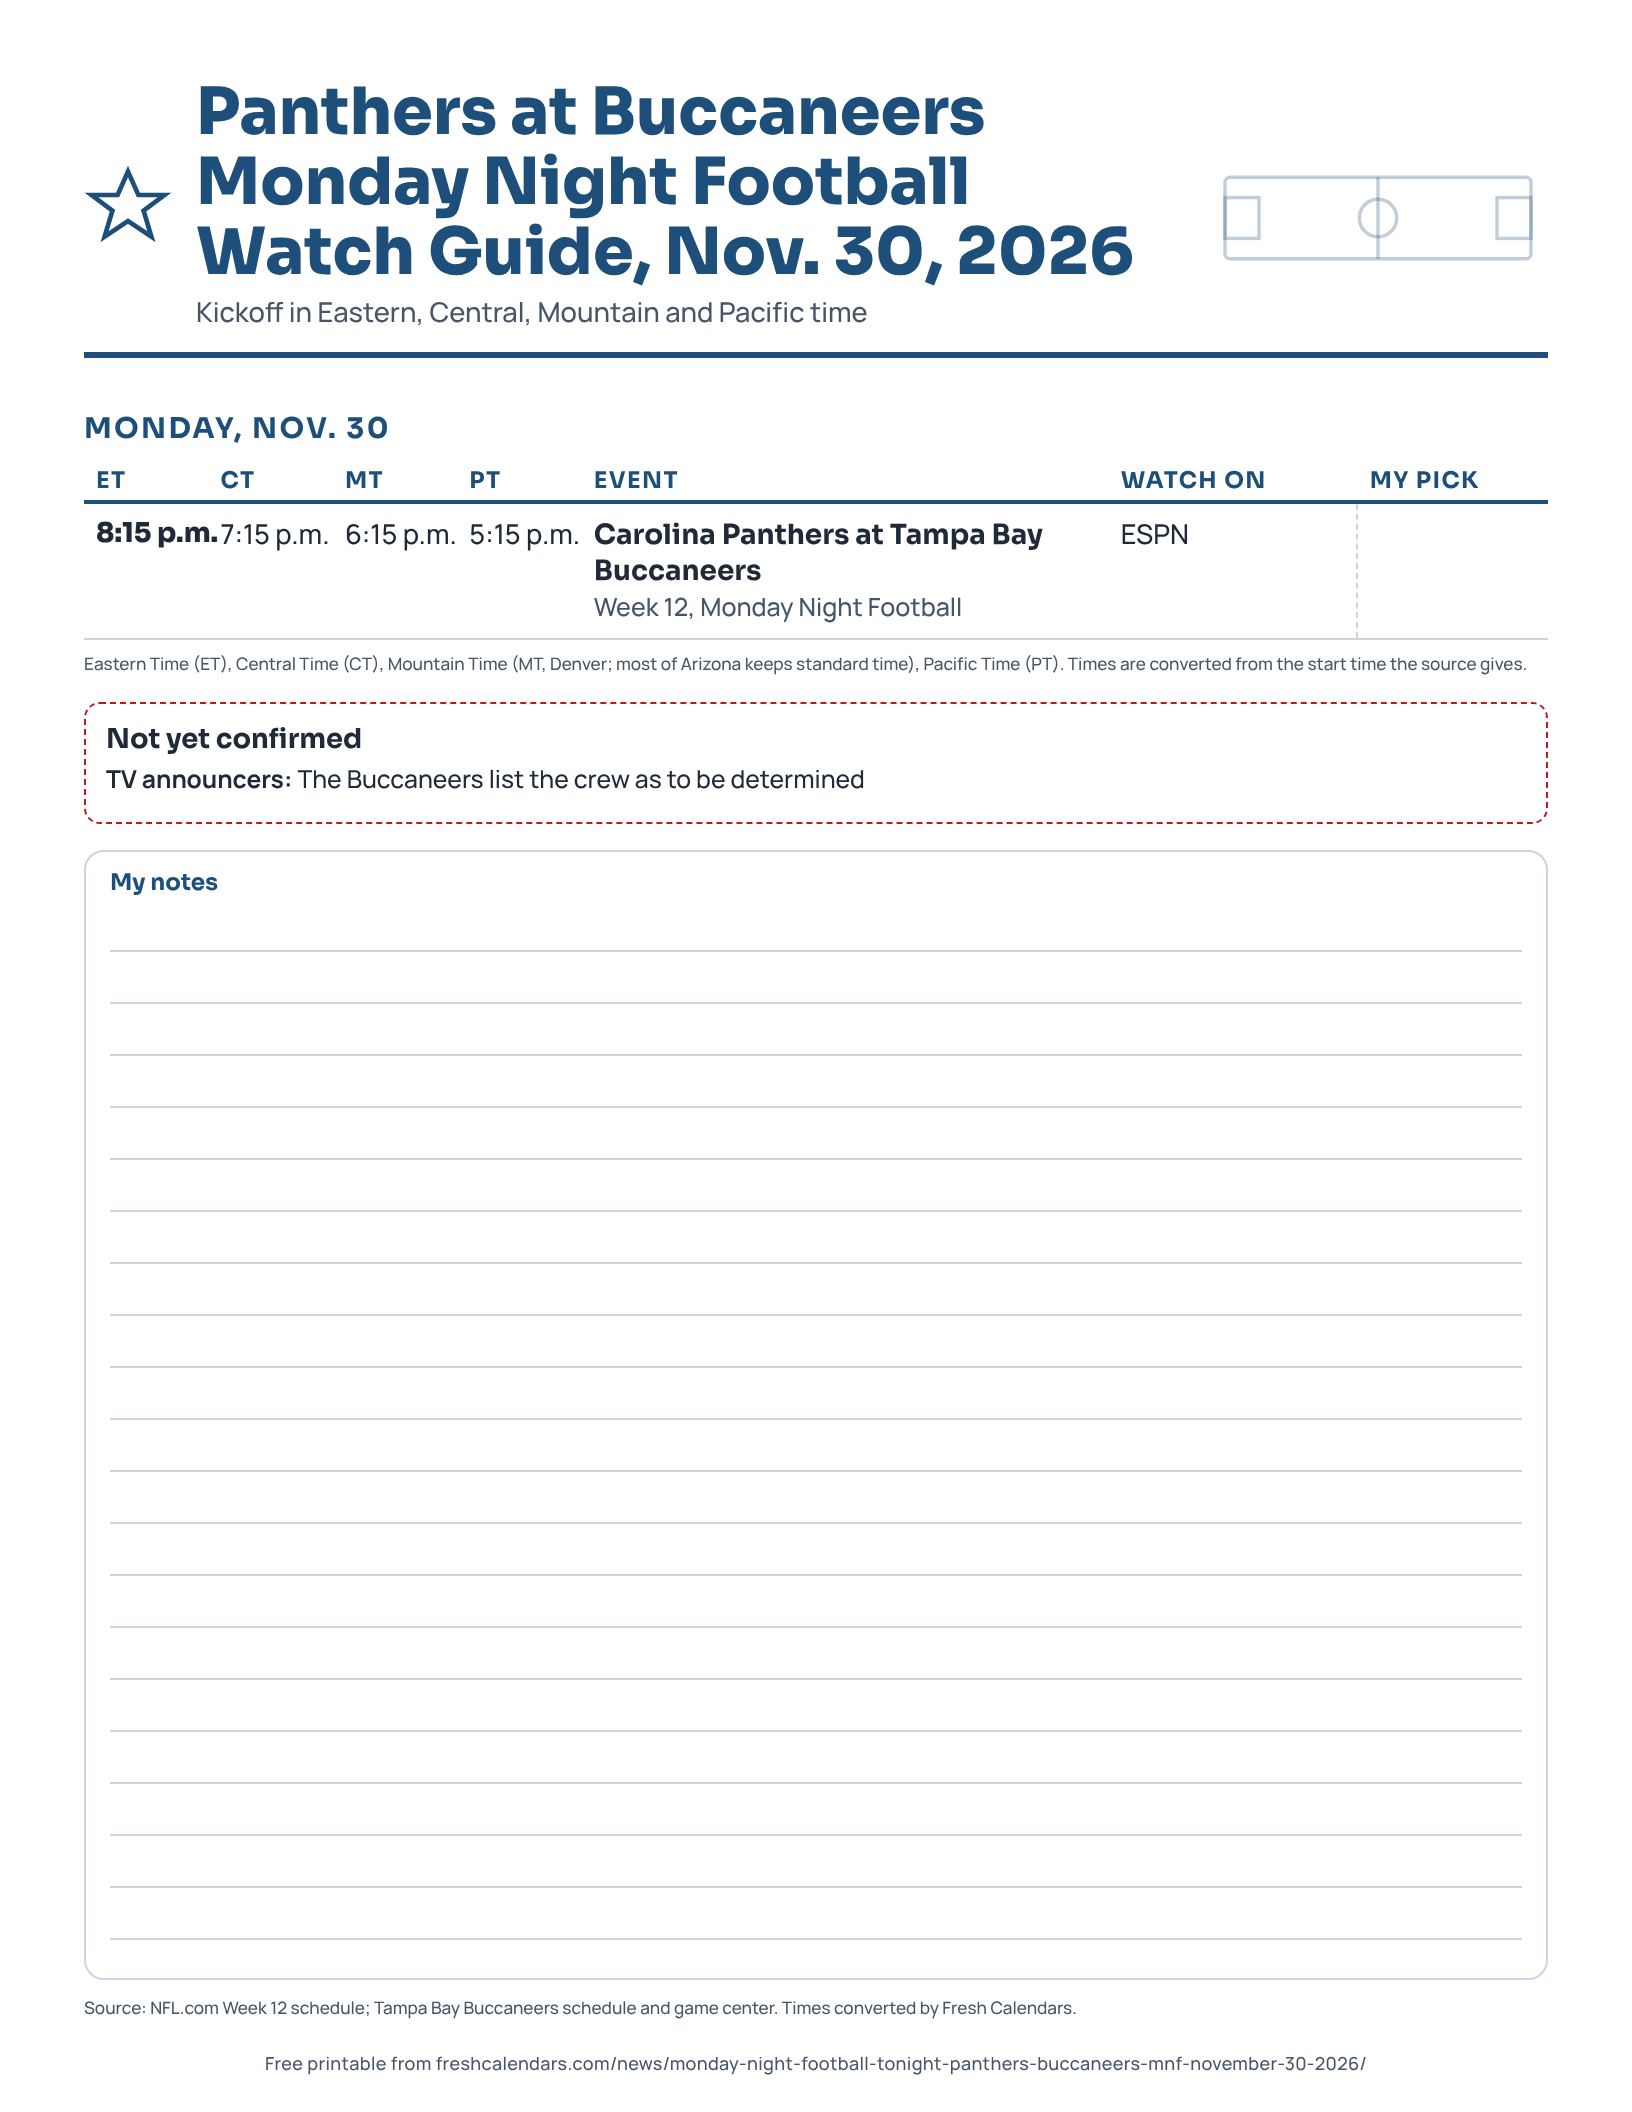 Panthers at Buccaneers
Monday Night Football
Watch Guide, Nov. 30, 2026
Kickoff in Eastern, Central, Mountain and Pacific time
MONDAY, NOV. 30
ET CT MT PT EVENT WATCH ON MY PICK
8:15 p.m. 7:15 p.m. 6:15 p.m. 5:15 p.m. Carolina Panthers at Tampa Bay ESPN
Buccaneers
Week 12, Monday Night Football
Eastern Time (ET), Central Time (CT), Mountain Time (MT, Denver; most of Arizona keeps standard time), Pacific Time (PT). Times are converted from the start time the source gives.
Not yet confirmed
TV announcers: The Buccaneers list the crew as to be determined
My notes
Source: NFL.com Week 12 schedule; Tampa Bay Buccaneers schedule and game center. Times converted by Fresh Calendars.
Free printable from freshcalendars.com/news/monday-night-football-tonight-panthers-buccaneers-mnf-november-30-2026/